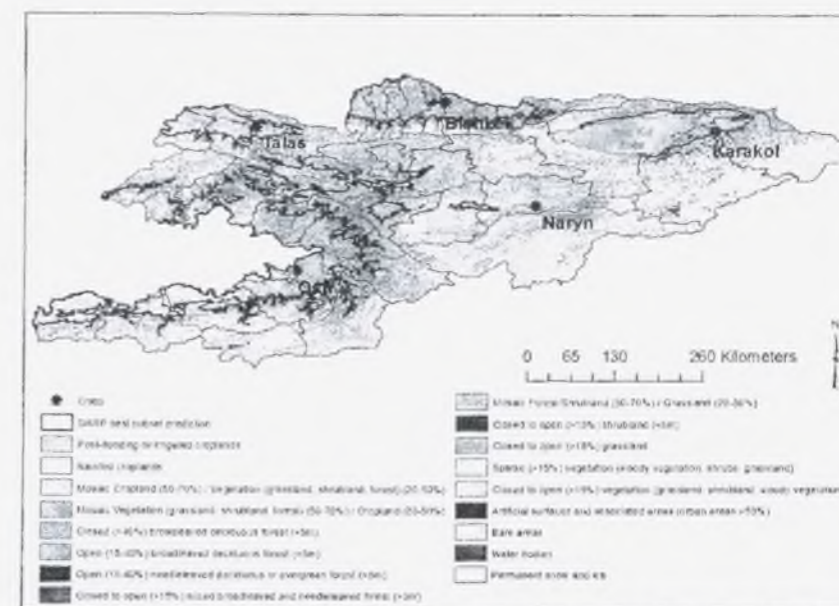 Talas
Bishkek
Karakol
Naryn
Osh
N
0 65 130 260 Kilometers
Cities
GARP best subset prediction
Post-flooding or irrigated croplands
Rainfed croplands
Mosaic Cropland (50-70%) / Vegetation (grassland, shrubland, forest) (20-50%)
Mosaic Vegetation (grassland, shrubland, forest) (50-70%) / Cropland (20-50%)
Closed (>40%) broadleaved deciduous forest (>5m)
Open (15-40%) broadleaved deciduous forest (>5m)
Open (15-40%) needleleaved deciduous or evergreen forest (>5m)
Closed to open (>15%) mixed broadleaved and needleleaved forest (>5m)
Mosaic Forest/Shrubland (50-70%) / Grassland (20-50%)
Closed to open (>15%) shrubland (<5m)
Closed to open (>15%) grassland
Sparse (>15%) vegetation (woody vegetation, shrubs, grassland)
Closed to open (>15%) vegetation (grassland, shrubland, woody vegetation)
Artificial surfaces and associated areas (urban areas >50%)
Bare areas
Water bodies
Permanent snow and ice